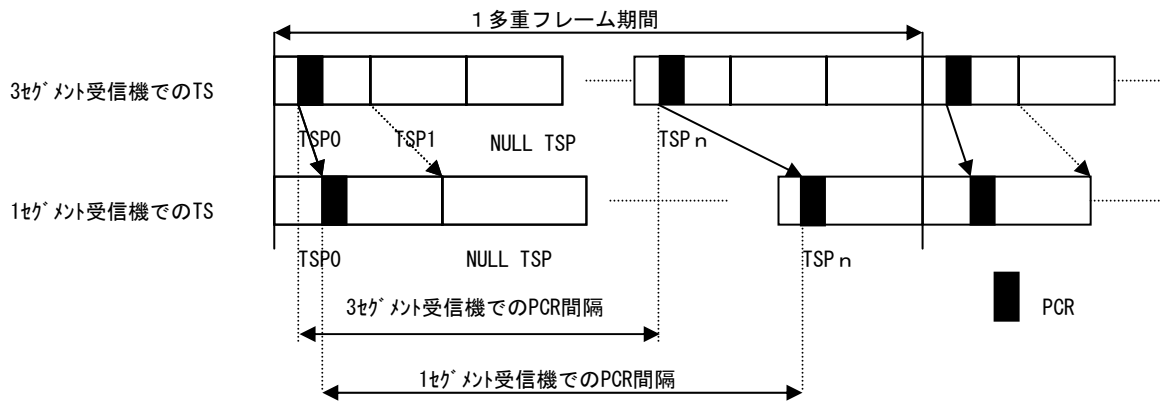 1多重フレーム期間
3ｾｸﾞﾒﾝﾄ受信機でのTS
TSP0 TSP1 NULL TSP TSPｎ
1ｾｸﾞﾒﾝﾄ受信機でのTS
TSP0 NULL TSP TSPｎ
3ｾｸﾞﾒﾝﾄ受信機でのPCR間隔
PCR
1ｾｸﾞﾒﾝﾄ受信機でのPCR間隔